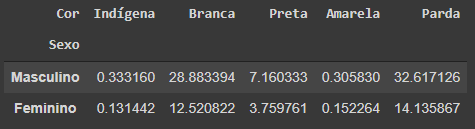 Cor Indígena Branca Preta Amarela Parda
Sexo
Masculino 0.333160 28.883394 7.160333 0.305830 32.617126
Feminino 0.131442 12.520822 3.759761 0.152264 14.135867